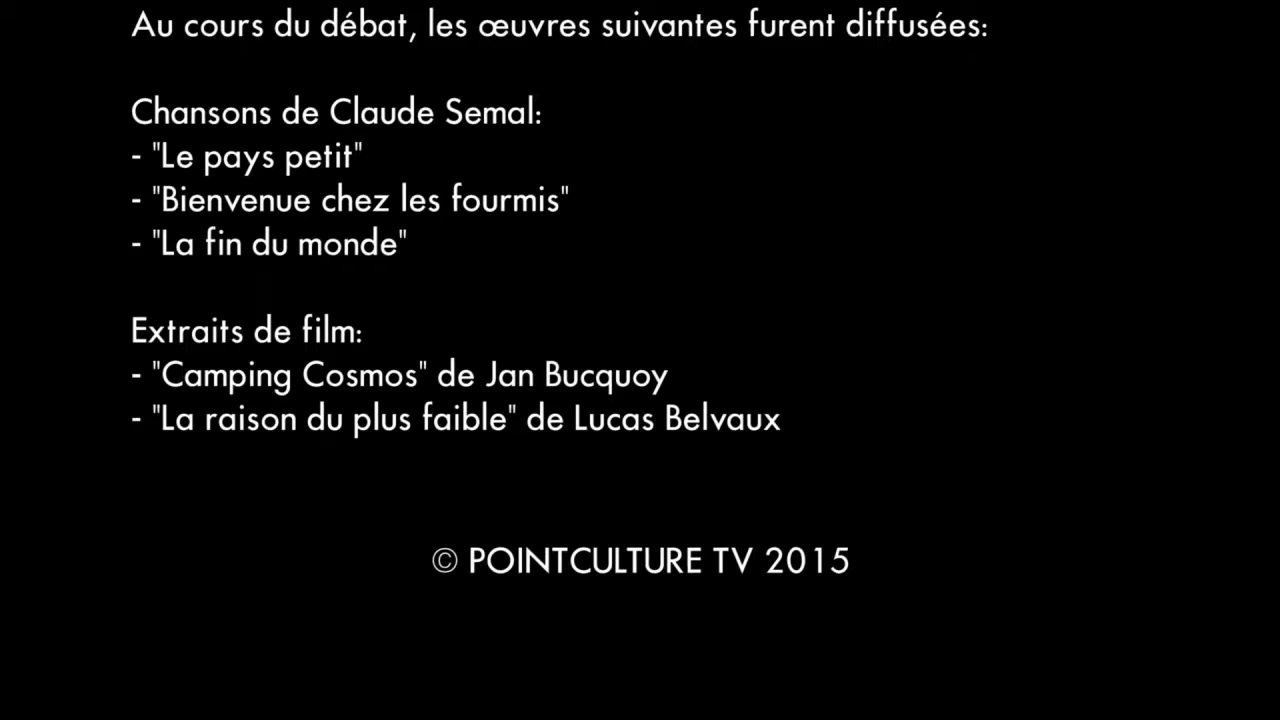 Au cours du débat, les œuvres suivantes furent diffusées:
Chansons de Claude Semal:
- "Le pays petit"
- "Bienvenue chez les fourmis"
- "La fin du monde"
Extraits de film:
- "Camping Cosmos" de Jan Bucquoy
- "La raison du plus faible" de Lucas Belvaux
© POINTCULTURE TV 2015